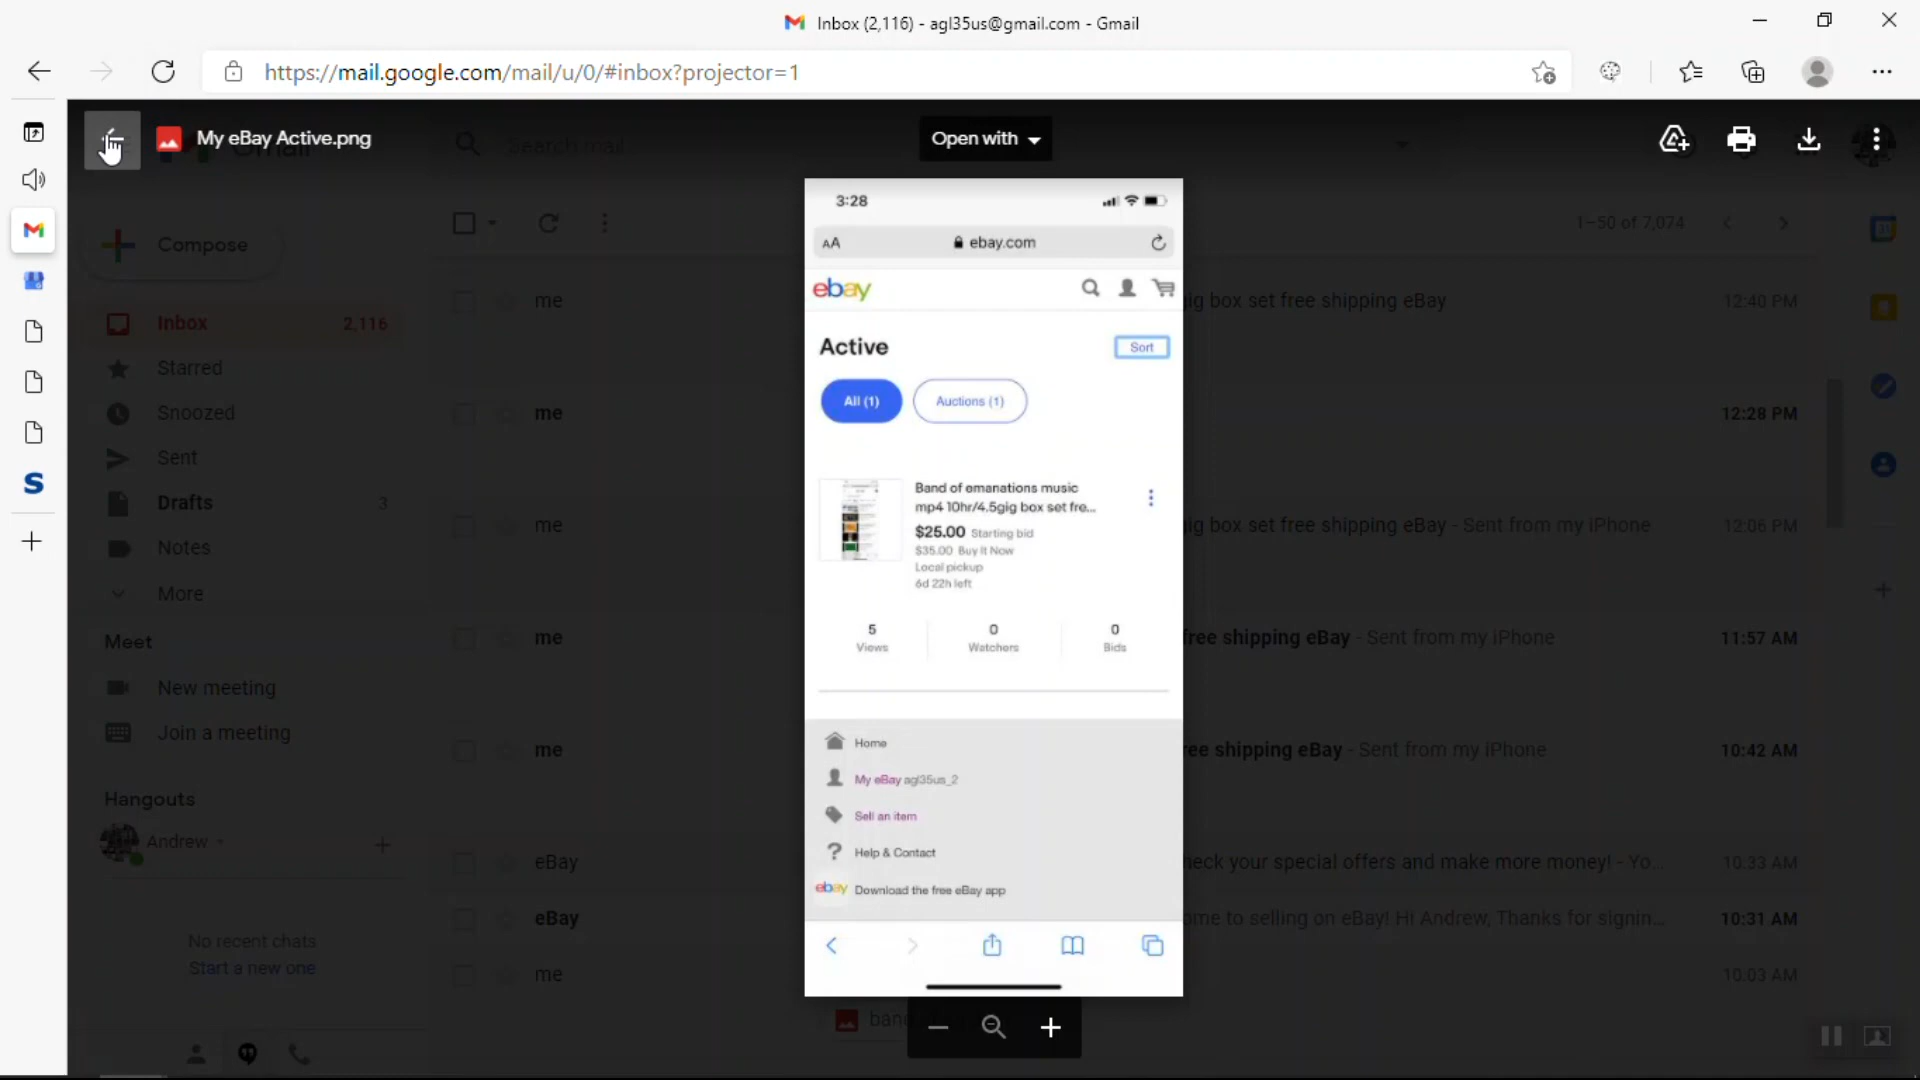 Inbox (2,116) - agl35us@gmail.com - Gmail
https://mail.google.com/mail/u/0/#inbox?projector=1
My eBay Active.png
Search mail
Open with
Compose
1–50 of 7,074
Inbox 2,116
Starred
Snoozed
Sent
Drafts 3
Notes
More
Meet
New meeting
Join a meeting
Hangouts
Andrew
No recent chats
Start a new one
me
ig box set free shipping eBay 12:40 PM
me 12:28 PM
me
ig box set free shipping eBay - Sent from my iPhone 12:06 PM
me
free shipping eBay - Sent from my iPhone 11:57 AM
me
ree shipping eBay - Sent from my iPhone 10:42 AM
eBay
heck your special offers and make more money! - Yo... 10:33 AM
eBay
ome to selling on eBay! Hi Andrew, Thanks for signin... 10:31 AM
me 10:03 AM
3:28
AA ebay.com
ebay
Active Sort
All (1) Auctions (1)
Band of emanations music
mp4 10hr/4.5gig box set fre...
$25.00 Starting bid
$35.00 Buy It Now
Local pickup
6d 22h left
5 0 0
Views Watchers Bids
Home
My eBay agl35us_2
Sell an item
? Help & Contact
ebay Download the free eBay app